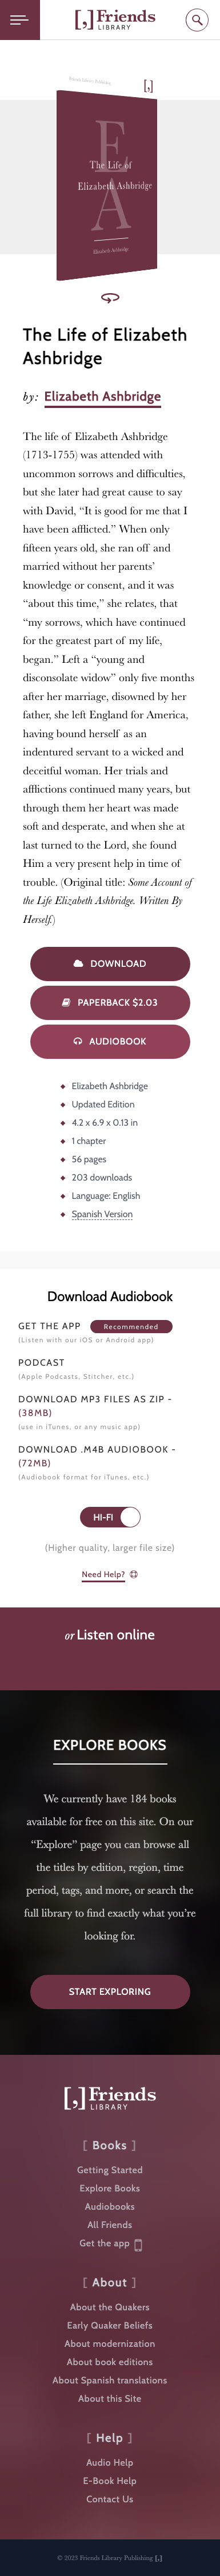 [,] Friends
LIBRARY
Friends Library Publishing
[,]
EA
The Life of
Elizabeth Ashbridge
Elizabeth Ashbridge
The Life of Elizabeth
Ashbridge
by: Elizabeth Ashbridge
The life of Elizabeth Ashbridge
(1713-1755) was attended with
uncommon sorrows and difficulties,
but she later had great cause to say
with David, “It is good for me that I
have been afflicted.” When only
fifteen years old, she ran off and
married without her parents’
knowledge or consent, and it was
“about this time,” she relates, that
“my sorrows, which have continued
for the greatest part of my life,
began.” Left a “young and
disconsolate widow” only five months
after her marriage, disowned by her
father, she left England for America,
having bound herself as an
indentured servant to a wicked and
deceitful woman. Her trials and
afflictions continued many years, but
through them her heart was made
soft and desperate, and when she at
last turned to the Lord, she found
Him a very present help in time of
trouble. (Original title: Some Account of
the Life Elizabeth Ashbridge. Written By
Herself.)
DOWNLOAD
PAPERBACK $2.03
AUDIOBOOK
Elizabeth Ashbridge
Updated Edition
4.2 x 6.9 x 0.13 in
1 chapter
56 pages
203 downloads
Language: English
Spanish Version
Download Audiobook
GET THE APP Recommended
(Listen with our iOS or Android app)
PODCAST
(Apple Podcasts, Stitcher, etc.)
DOWNLOAD MP3 FILES AS ZIP -
(38MB)
(use in iTunes, or any music app)
DOWNLOAD .M4B AUDIOBOOK -
(72MB)
(Audiobook format for iTunes, etc.)
HI-FI
(Higher quality, larger file size)
Need Help?
or Listen online
EXPLORE BOOKS
We currently have 184 books
available for free on this site. On our
“Explore” page you can browse all
the titles by edition, region, time
period, tags, and more, or search the
full library to find exactly what you’re
looking for.
START EXPLORING
[,] Friends
LIBRARY
[ Books ]
Getting Started
Explore Books
Audiobooks
All Friends
Get the app
[ About ]
About the Quakers
Early Quaker Beliefs
About modernization
About book editions
About Spanish translations
About this Site
[ Help ]
Audio Help
E-Book Help
Contact Us
© 2023 Friends Library Publishing [,]